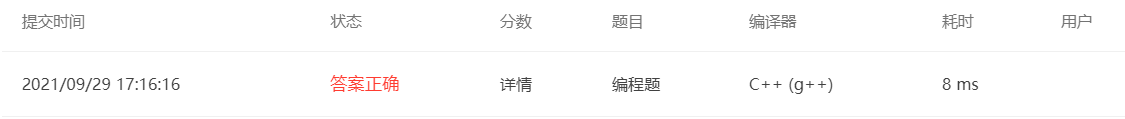 提交时间 状态 分数 题目 编译器 耗时 用户
2021/09/29 17:16:16 答案正确 详情 编程题 C++ (g++) 8 ms